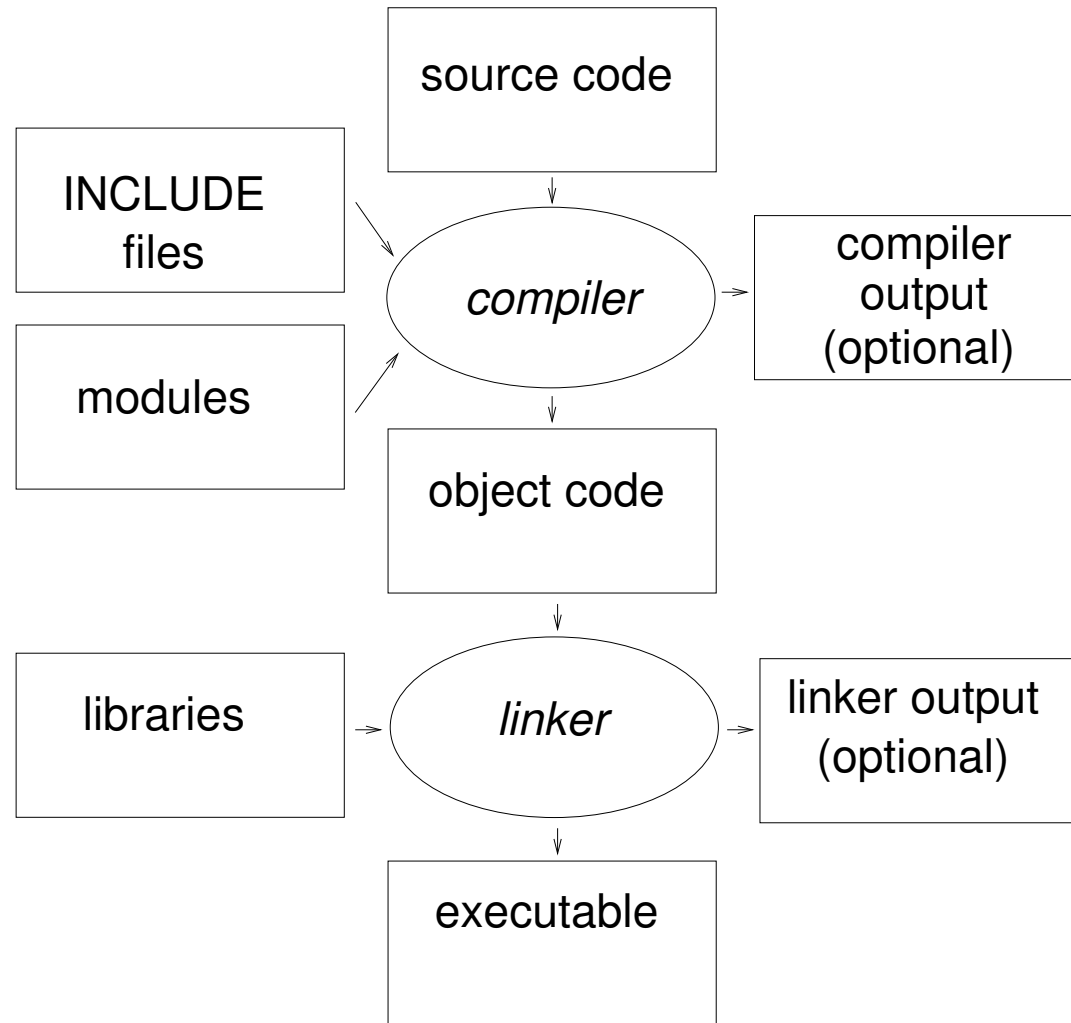 source code
INCLUDE
files
compiler
compiler
output
(optional)
modules
object code
libraries
linker
linker output
(optional)
executable